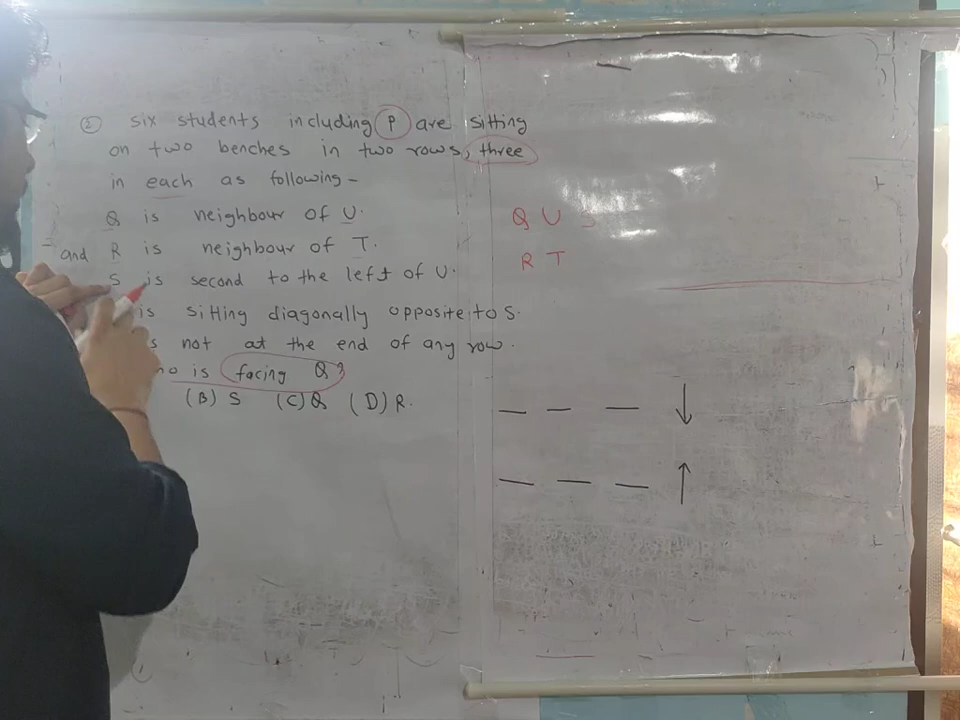 ② six students including P are sitting
on two benches in two rows, three
in each as following -
Q is neighbour of U.
and R is neighbour of T.
S is second to the left of U.
is sitting diagonally opposite to S.
not at the end of any row.
is facing Q?
(B) S (C) Q (D) R.
Q U S
R T